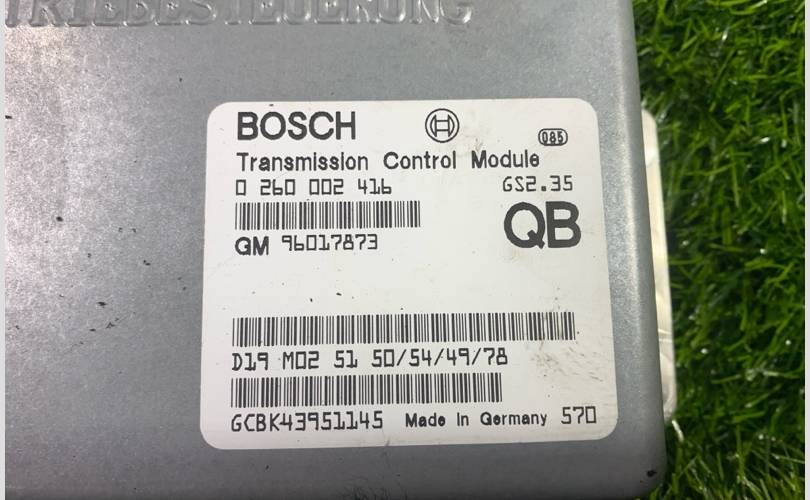 TRIEBESTEUERUNG
BOSCH
085
Transmission Control Module
0 260 002 416 GS2.35
QB
GM 96017873
D19 M02 51 50/54/49/78
GCBK43951145 Made In Germany 570